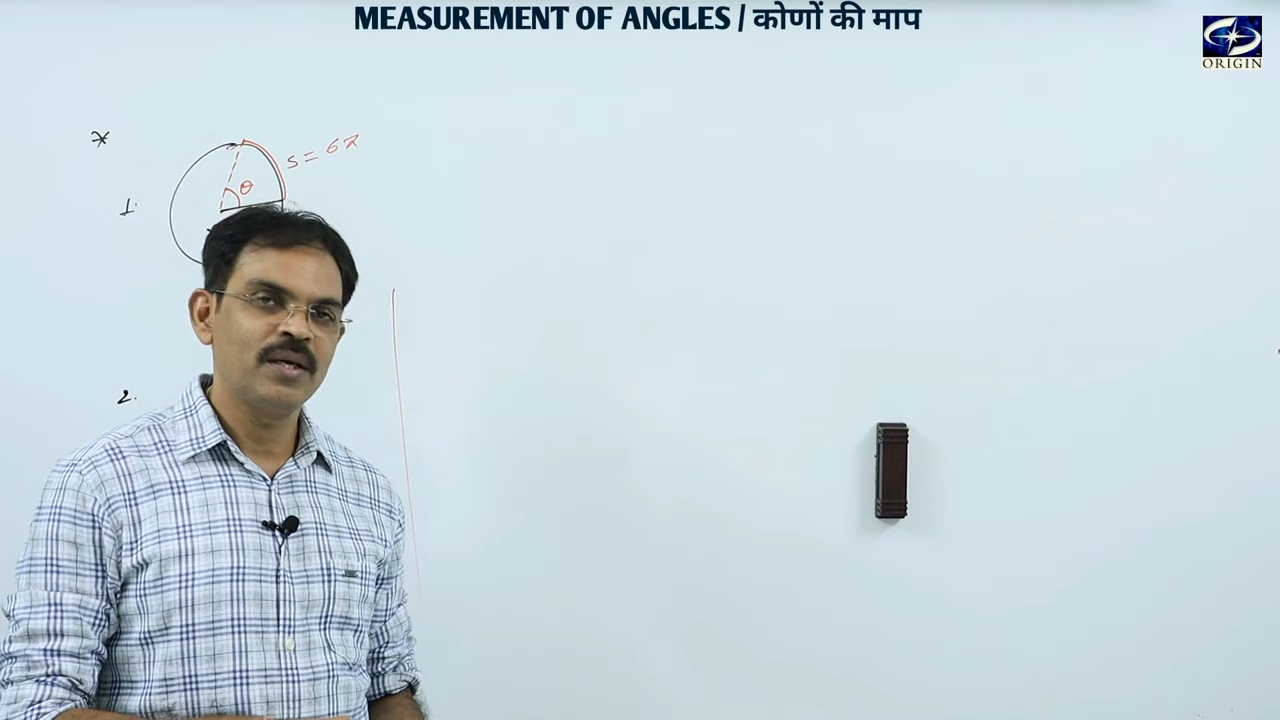 MEASUREMENT OF ANGLES / कोणों की माप
ORIGIN
*
S = 6π
θ
1.
2.